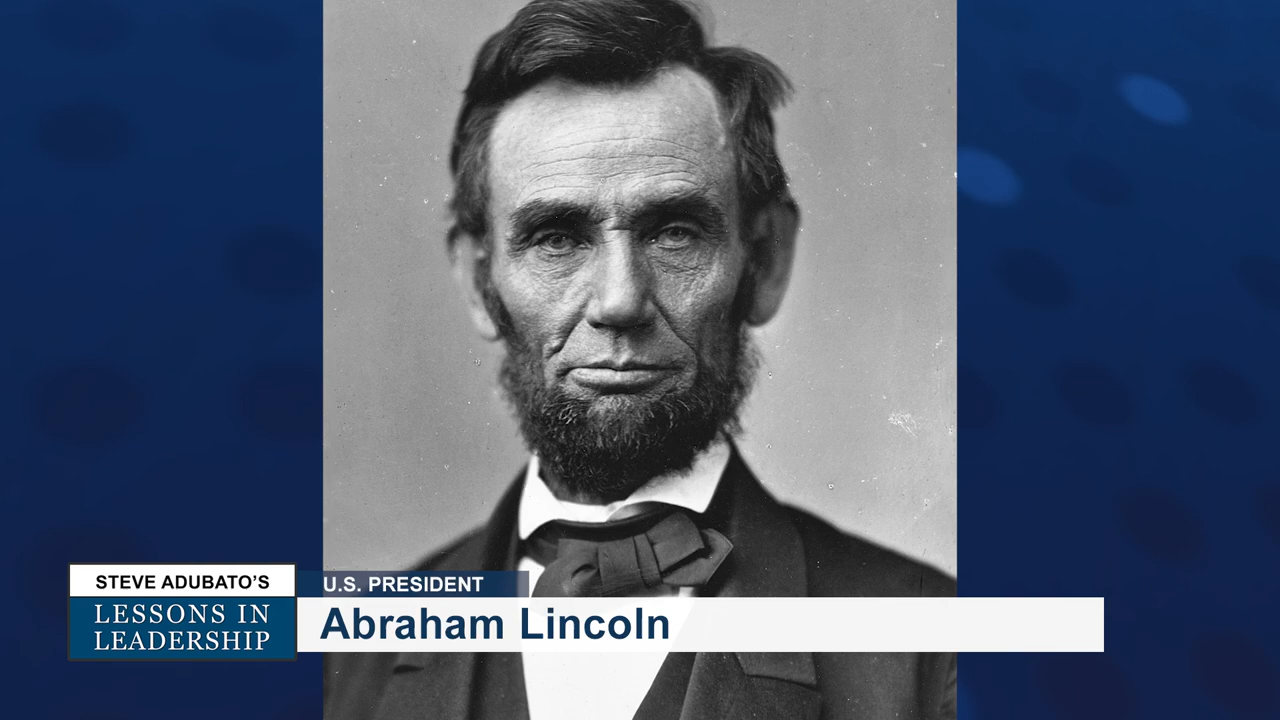 STEVE ADUBATO’S
LESSONS IN
LEADERSHIP
U.S. PRESIDENT
Abraham Lincoln